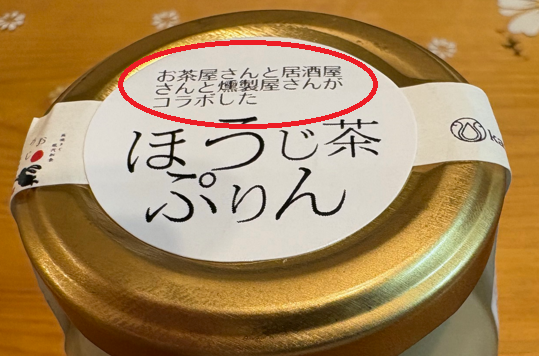 お茶屋さんと居酒屋
さんと燻製屋さんが
コラボした
ほうじ茶
ぷりん